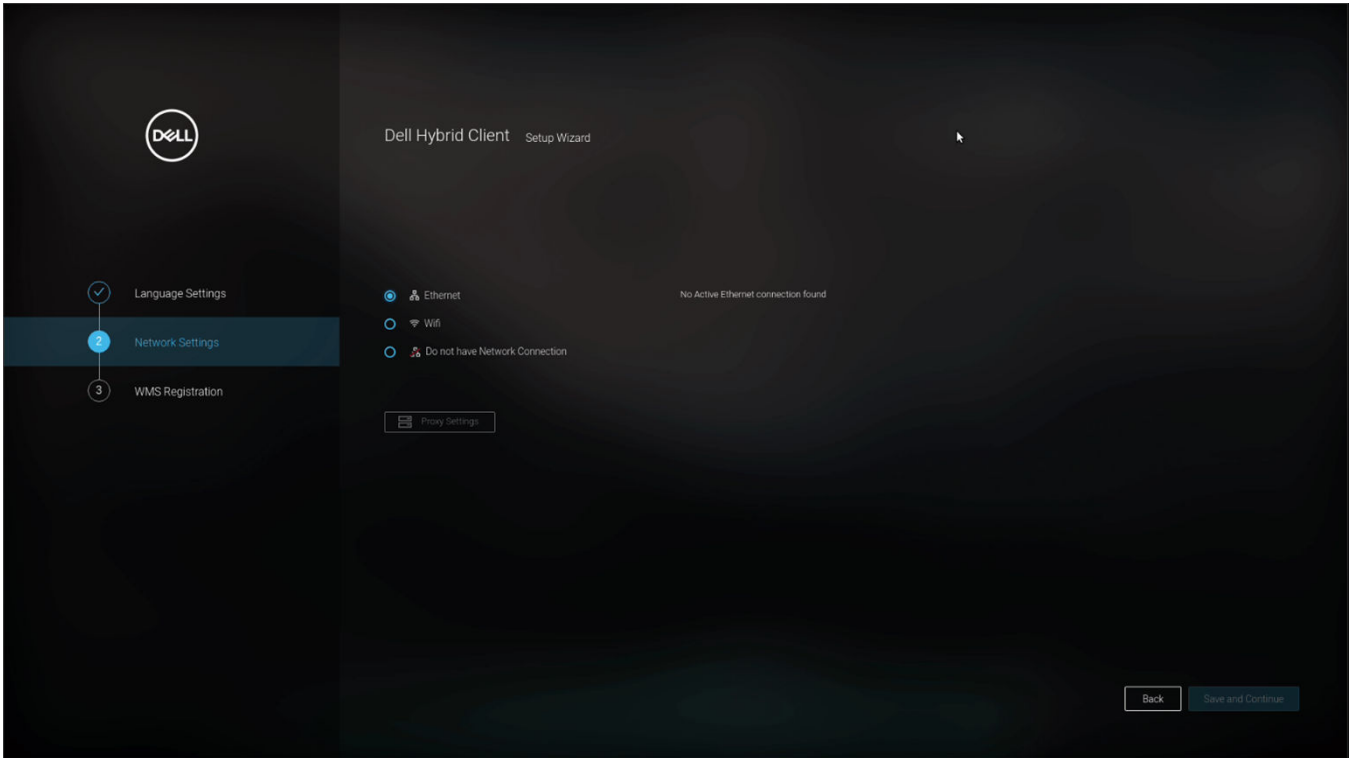 DELL
Dell Hybrid Client Setup Wizard
Language Settings
2 Network Settings
3 WMS Registration
Ethernet
No Active Ethernet connection found
Wifi
Do not have Network Connection
Proxy Settings
Back
Save and Continue